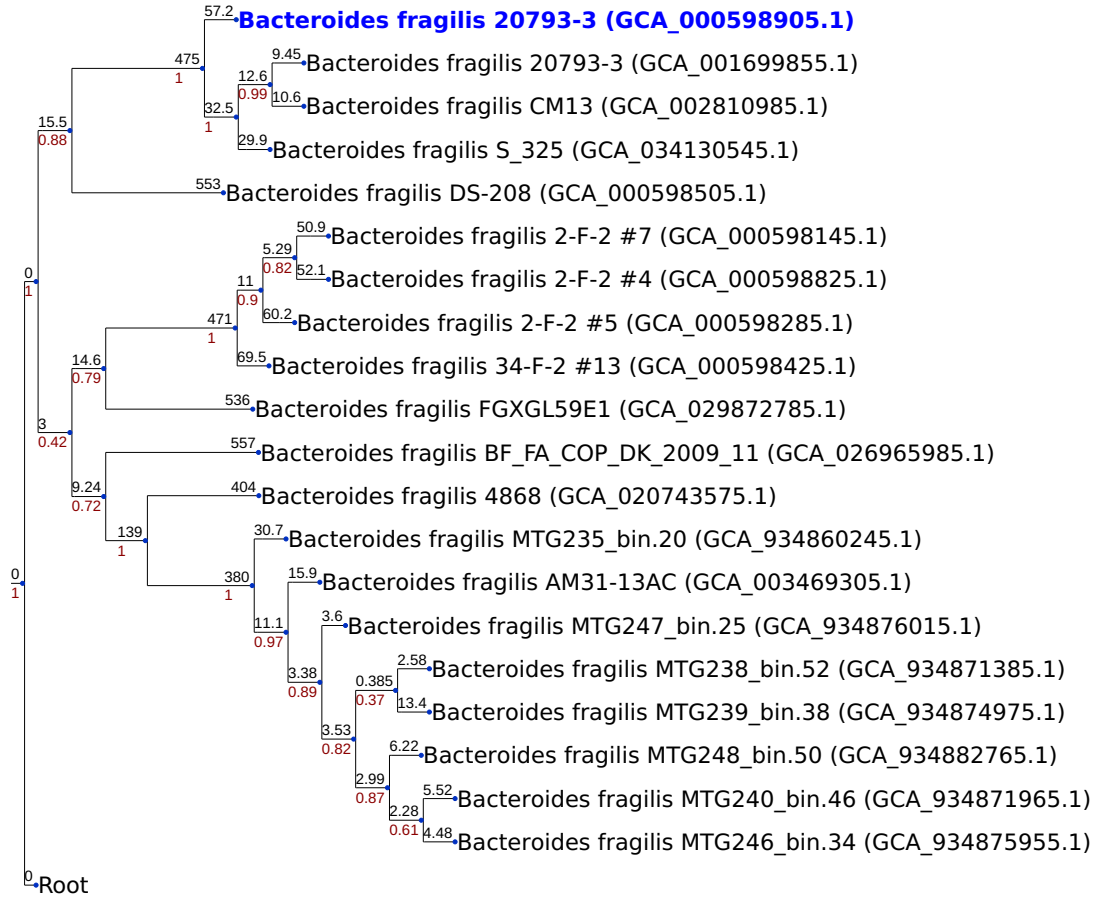 57.2 Bacteroides fragilis 20793-3 (GCA_000598905.1)
9.45 Bacteroides fragilis 20793-3 (GCA_001699855.1)
475
1
12.6
0.99
10.6 Bacteroides fragilis CM13 (GCA_002810985.1)
32.5
1
15.5
0.88
29.9 Bacteroides fragilis S_325 (GCA_034130545.1)
553 Bacteroides fragilis DS-208 (GCA_000598505.1)
50.9 Bacteroides fragilis 2-F-2 #7 (GCA_000598145.1)
5.29
0.82
0
1
52.1 Bacteroides fragilis 2-F-2 #4 (GCA_000598825.1)
11
0.9
60.2 Bacteroides fragilis 2-F-2 #5 (GCA_000598285.1)
471
1
14.6
0.79
69.5 Bacteroides fragilis 34-F-2 #13 (GCA_000598425.1)
536 Bacteroides fragilis FGXGL59E1 (GCA_029872785.1)
3
0.42
557 Bacteroides fragilis BF_FA_COP_DK_2009_11 (GCA_026965985.1)
9.24
0.72
404 Bacteroides fragilis 4868 (GCA_020743575.1)
139
1
30.7 Bacteroides fragilis MTG235_bin.20 (GCA_934860245.1)
0
1
380
1
15.9 Bacteroides fragilis AM31-13AC (GCA_003469305.1)
11.1
0.97
3.6 Bacteroides fragilis MTG247_bin.25 (GCA_934876015.1)
3.38
0.89
2.58 Bacteroides fragilis MTG238_bin.52 (GCA_934871385.1)
0.385
0.37
13.4 Bacteroides fragilis MTG239_bin.38 (GCA_934874975.1)
3.53
0.82
6.22 Bacteroides fragilis MTG248_bin.50 (GCA_934882765.1)
2.99
0.87
5.52 Bacteroides fragilis MTG240_bin.46 (GCA_934871965.1)
2.28
0.61
4.48 Bacteroides fragilis MTG246_bin.34 (GCA_934875955.1)
0 Root